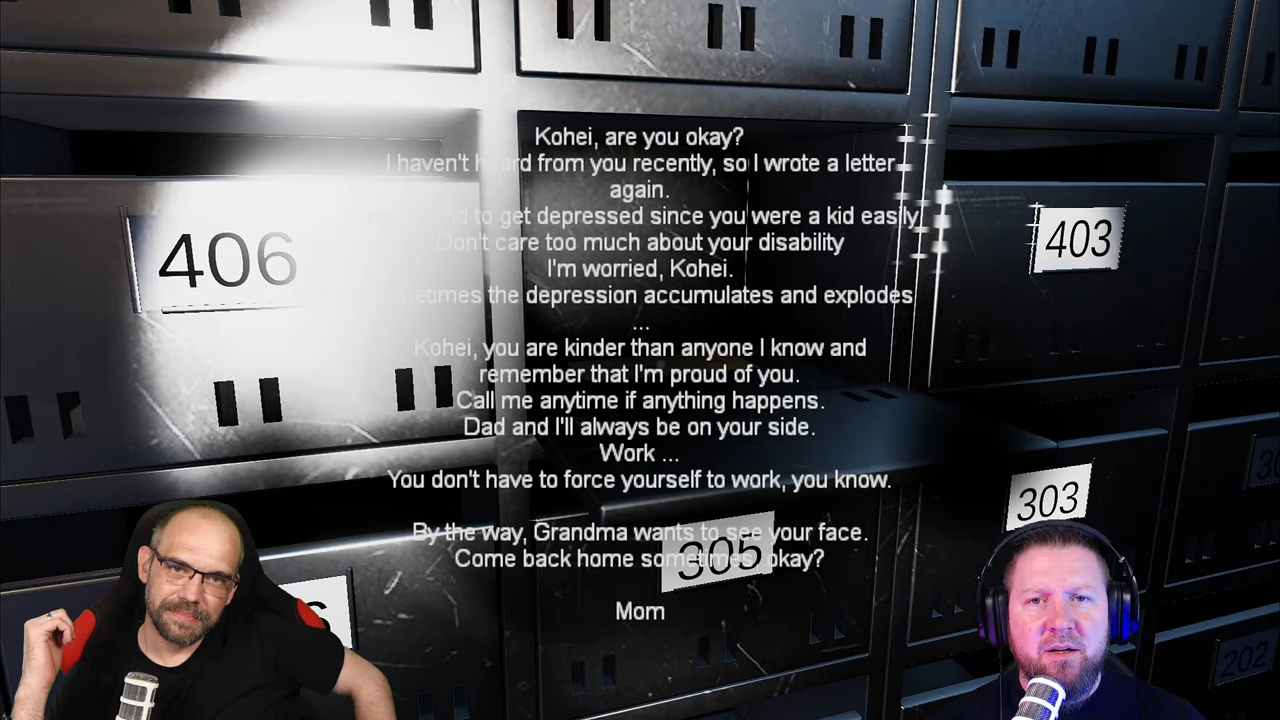 Kohei, are you okay?
I haven't heard from you recently, so I wrote a letter
again.
to get depressed since you were a kid easily
Don't care too much about your disability
I'm worried, Kohei.
the depression accumulates and explodes
...
Kohei, you are kinder than anyone I know and
remember that I'm proud of you.
Call me anytime if anything happens.
Dad and I'll always be on your side.
Work ...
You don't have to force yourself to work, you know.
By the way, Grandma wants to see your face.
Come back home sometimes, okay?
Mom
406
403
303
305
202